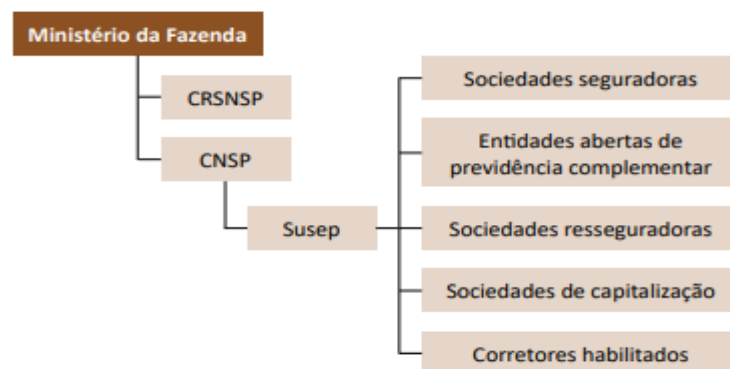 Ministério da Fazenda
CRSNSP
CNSP
Susep
Sociedades seguradoras
Entidades abertas de
previdência complementar
Sociedades resseguradoras
Sociedades de capitalização
Corretores habilitados